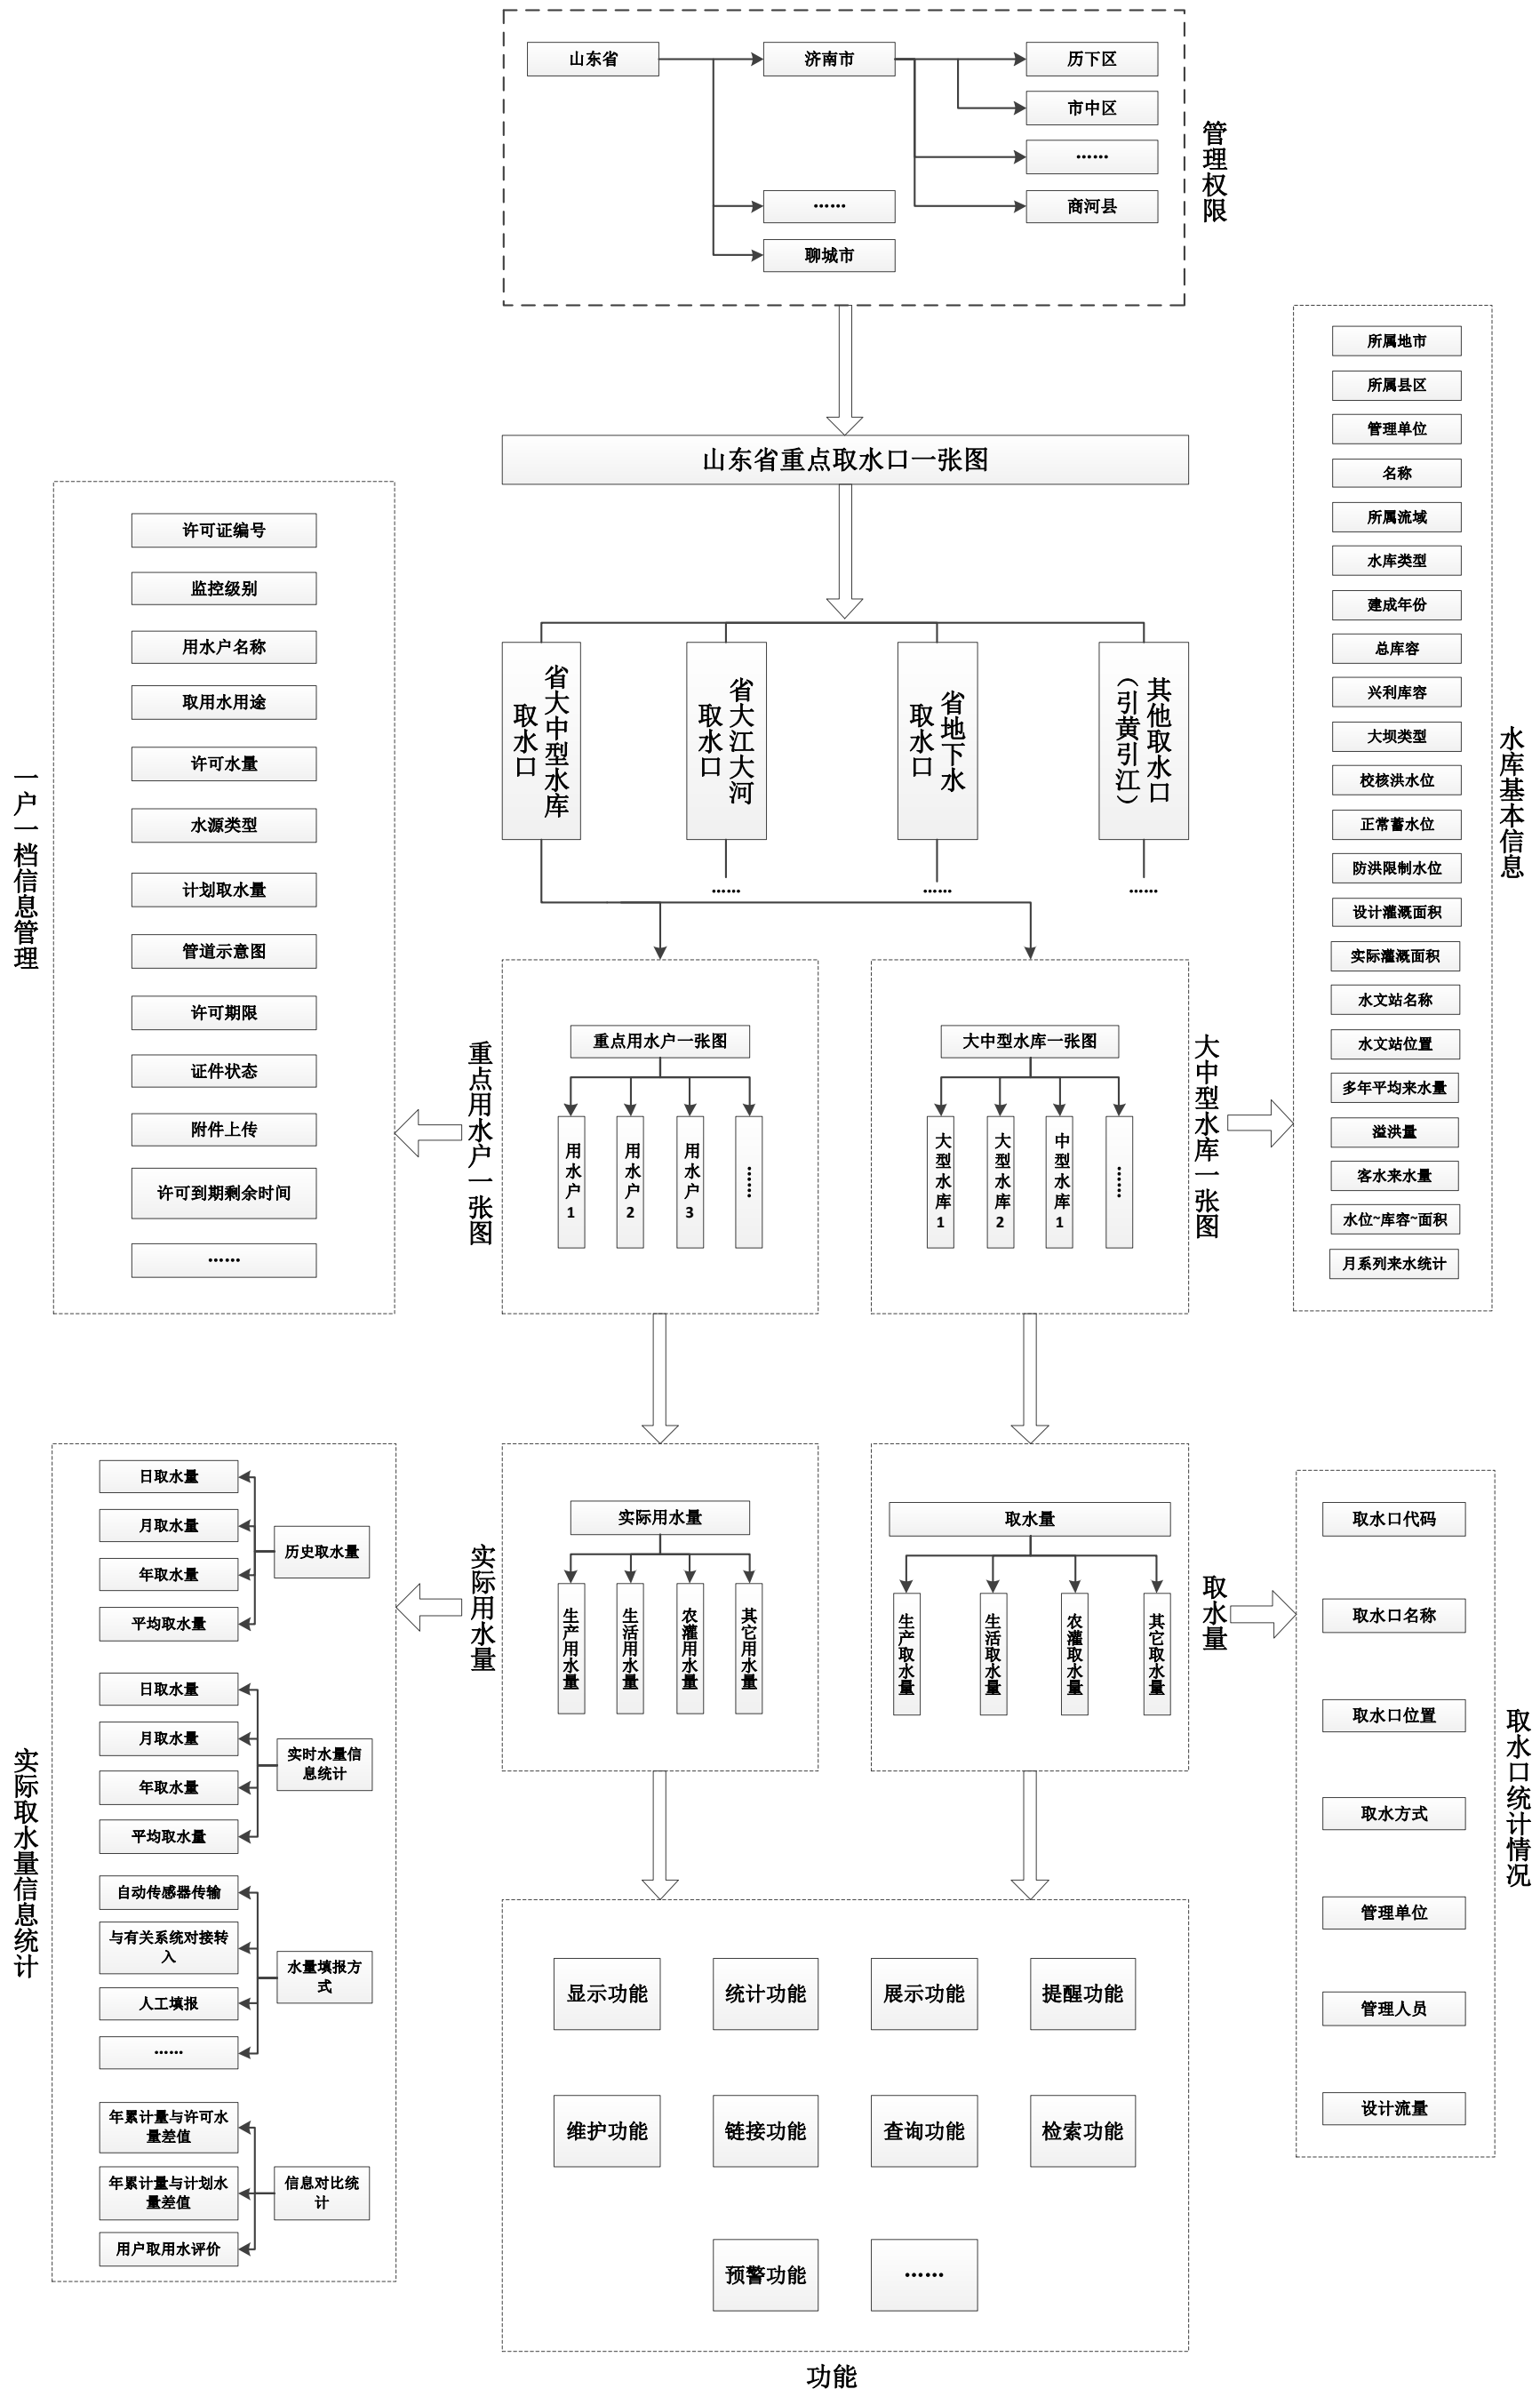 山东省
济南市
历下区
市中区
……
商河县
……
聊城市
管理权限
山东省重点取水口一张图
省大中型水库
取水口
省大江大河
取水口
省地下水
取水口
其他取水口
（引黄引江）
……
……
……
一户一档信息管理
许可证编号
监控级别
用水户名称
取用水用途
许可水量
水源类型
计划取水量
管道示意图
许可期限
证件状态
附件上传
许可到期剩余时间
……
重点用水户一张图
重点用水户一张图
用水户1
用水户2
用水户3
……
大中型水库一张图
大型水库1
大型水库2
中型水库1
……
大中型水库一张图
所属地市
所属县区
管理单位
名称
所属流域
水库类型
建成年份
总库容
兴利库容
大坝类型
校核洪水位
正常蓄水位
防洪限制水位
设计灌溉面积
实际灌溉面积
水文站名称
水文站位置
多年平均来水量
溢洪量
客水来水量
水位~库容~面积
月系列来水统计
水库基本信息
实际取水量信息统计
日取水量
月取水量
年取水量
平均取水量
历史取水量
日取水量
月取水量
年取水量
平均取水量
实时水量信
息统计
自动传感器传输
与有关系统对接转
入
人工填报
……
水量填报方
式
年累计量与许可水
量差值
年累计量与计划水
量差值
用户取用水评价
信息对比统
计
实际用水量
实际用水量
生产用水量
生活用水量
农灌用水量
其它用水量
取水量
生产取水量
生活取水量
农灌取水量
其它取水量
取水量
取水口代码
取水口名称
取水口位置
取水方式
管理单位
管理人员
设计流量
取水口统计情况
显示功能
统计功能
展示功能
提醒功能
维护功能
链接功能
查询功能
检索功能
预警功能
……
功能